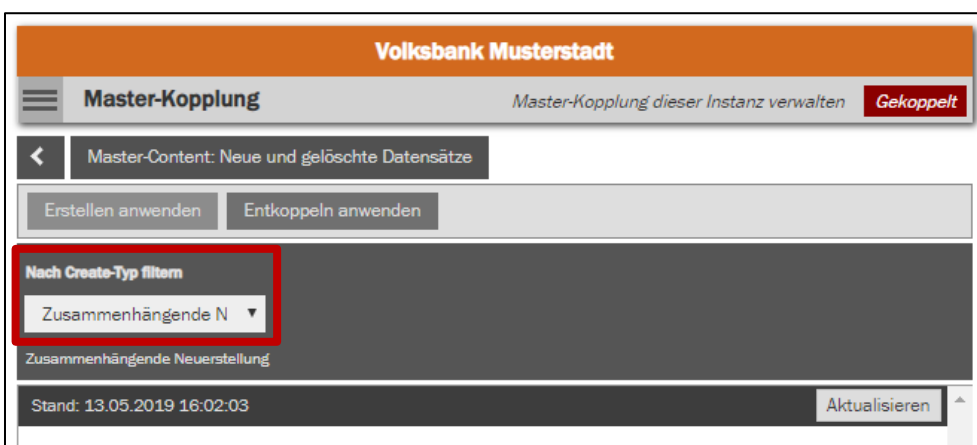 Volksbank Musterstadt
Master-Kopplung Master-Kopplung dieser Instanz verwalten Gekoppelt
Master-Content: Neue und gelöschte Datensätze
Erstellen anwenden Entkoppeln anwenden
Nach Create-Typ filtern
Zusammenhängende N
Zusammenhängende Neuerstellung
Stand: 13.05.2019 16:02:03 Aktualisieren